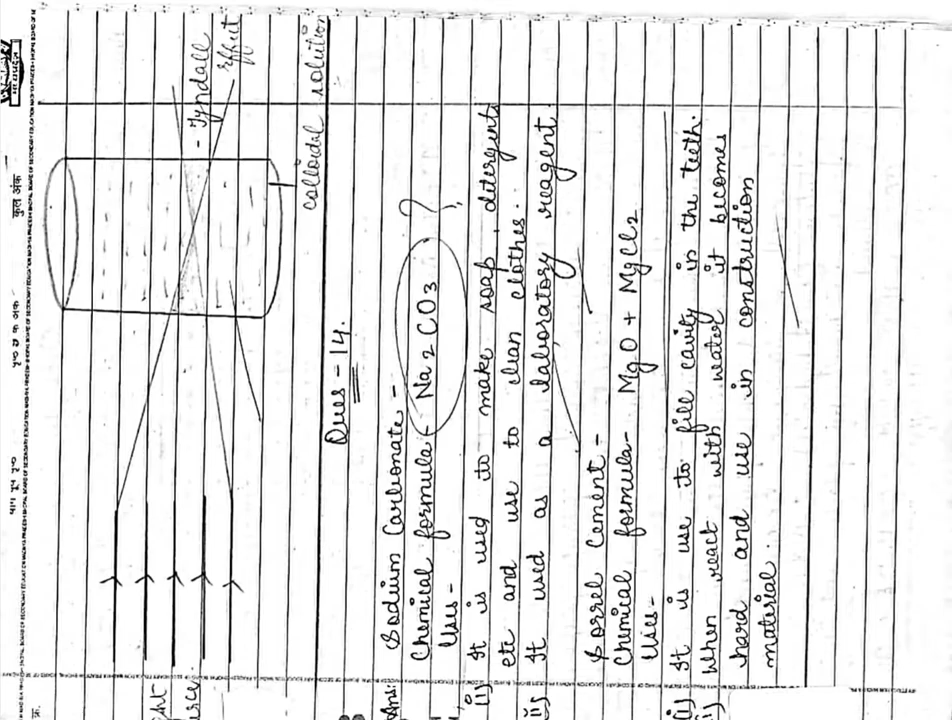 कुल अंक
- Tyndall
effect
colloidal solution
Ques - 14.
Ans:
Sodium Carbonate -
Chemical formula - Na2CO3
Uses -
(i) It is used to make soap detergents
etc and use to clean clothes.
(ii) It used as a laboratory reagent
Sorrel Cement -
Chemical formula - MgO + MgCl2
Uses -
(i) It is use to fill cavity in the teeth.
(ii) When react with water it becomes
hard and use in construction
material.